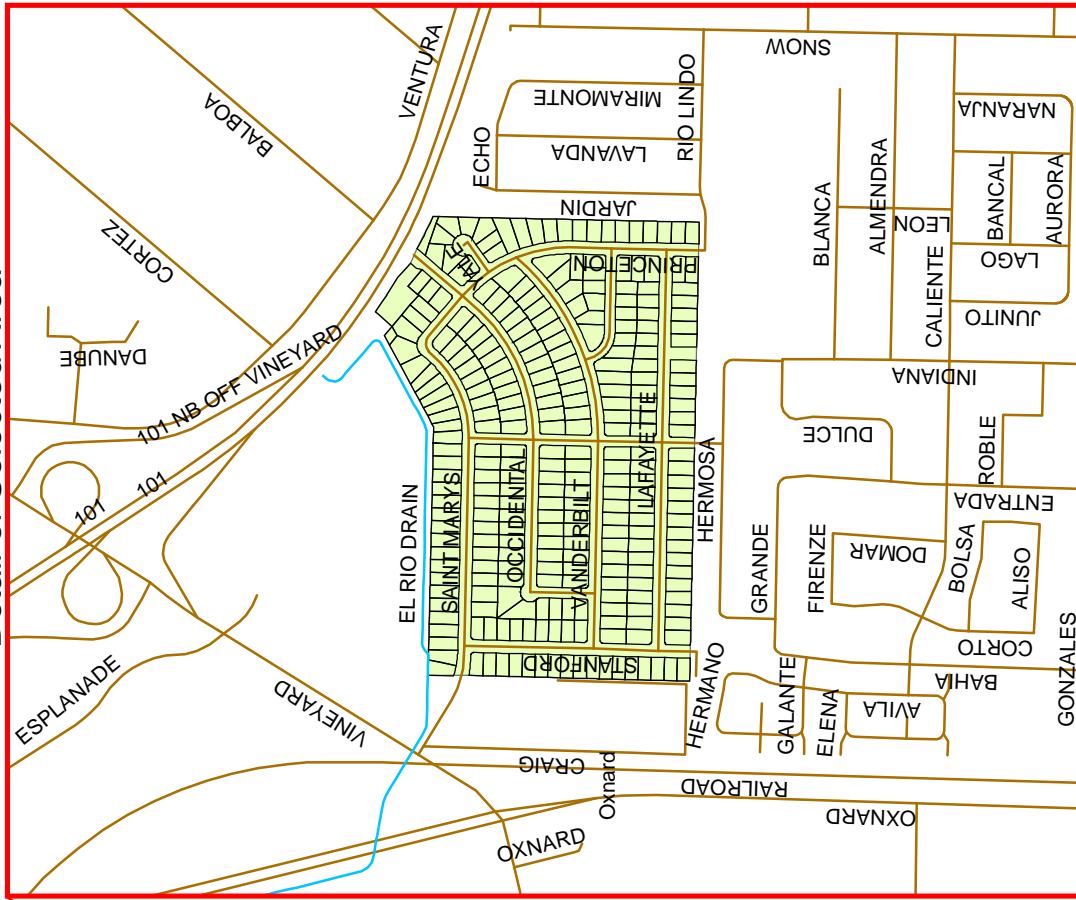 SNOW
VENTURA
BALBOA
MIRAMONTE
RIO LINDO
NARANJA
ECHO
LAVANDA
ALMENDRA
BLANCA
BANCAL
AURORA
JARDIN
LEON
CORTEZ
YALE
PRINCETON
LAGO
CALIENTE
JUNITO
DANUBE
101 NB OFF VINEYARD
INDIANA
DULCE
LAFAYETTE
ROBLE
101
101
HERMOSA
ENTRADA
OCCIDENTAL
SAINT MARYS
VANDERBILT
EL RIO DRAIN
GRANDE
FIRENZE
DOMAR
BOLSA
ALISO
CORTO
STANFORD
ESPLANADE
VINEYARD
HERMANO
GALANTE
ELENA
AVILA
BAHIA
GONZALES
CRAIG
Oxnard
RAILROAD
OXNARD
OXNARD